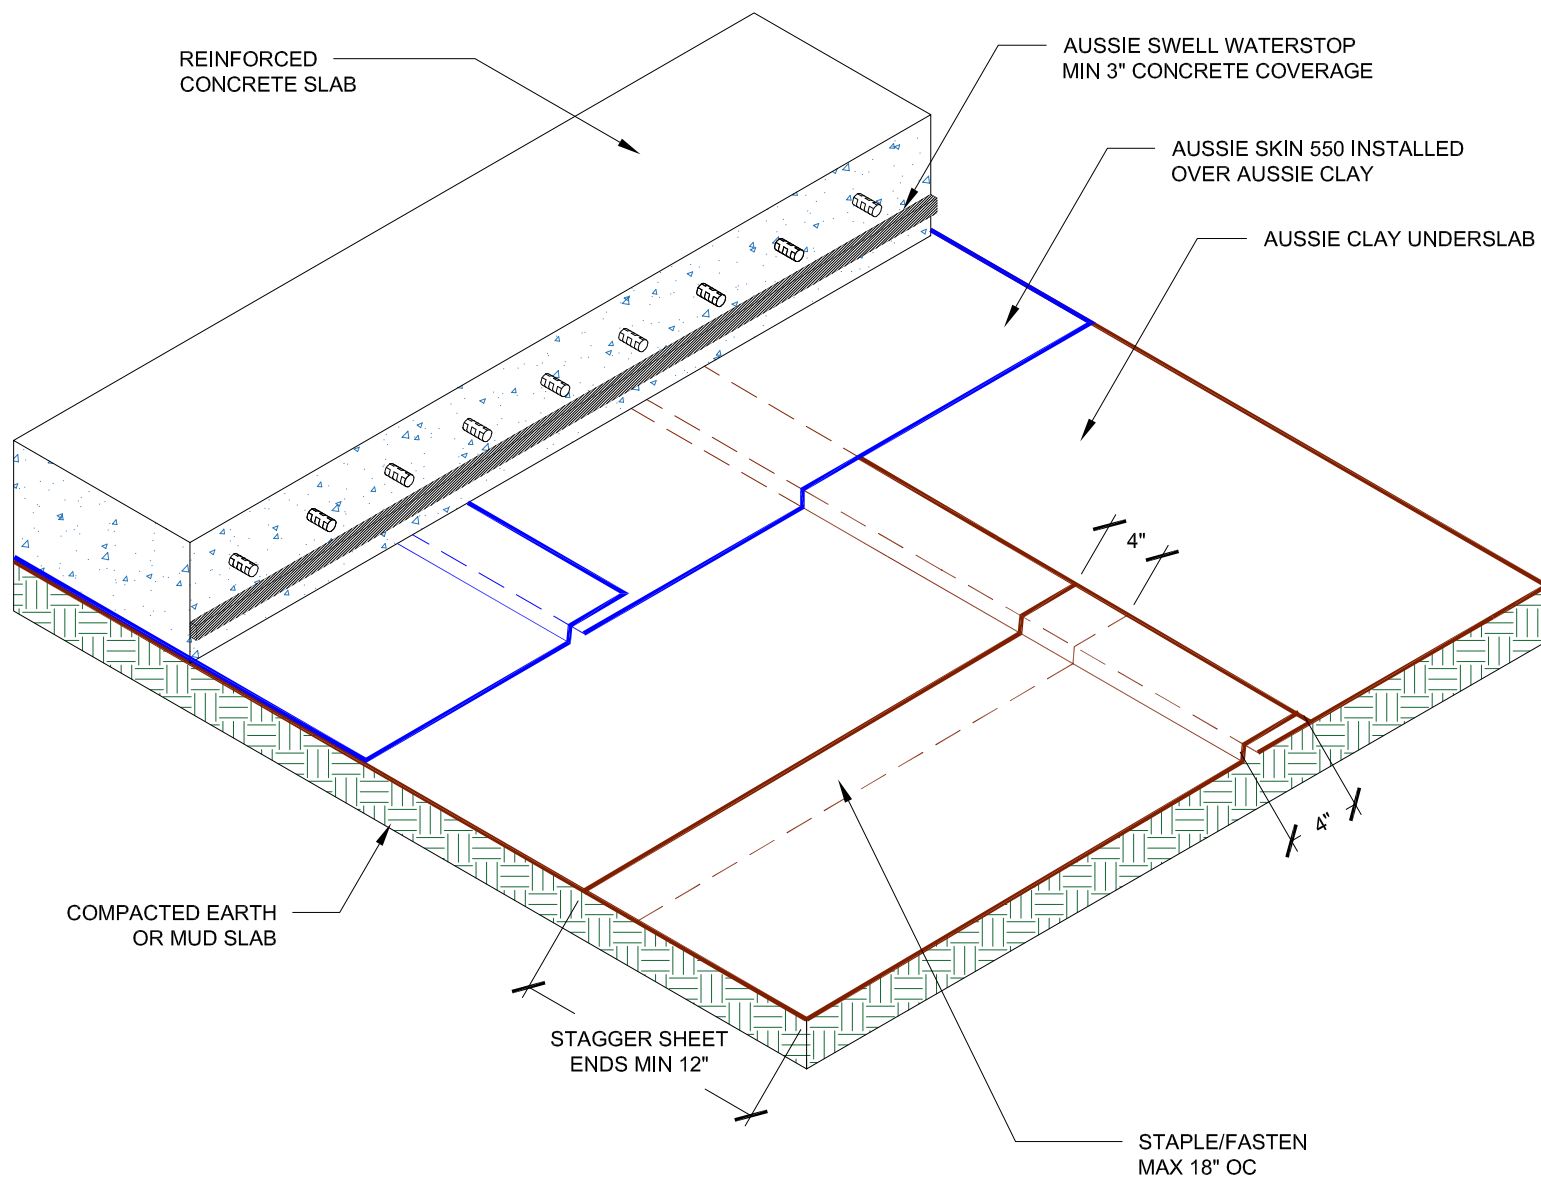 REINFORCED
CONCRETE SLAB
AUSSIE SWELL WATERSTOP
MIN 3" CONCRETE COVERAGE
AUSSIE SKIN 550 INSTALLED
OVER AUSSIE CLAY
AUSSIE CLAY UNDERSLAB
4"
4"
COMPACTED EARTH
OR MUD SLAB
STAGGER SHEET
ENDS MIN 12"
STAPLE/FASTEN
MAX 18" OC